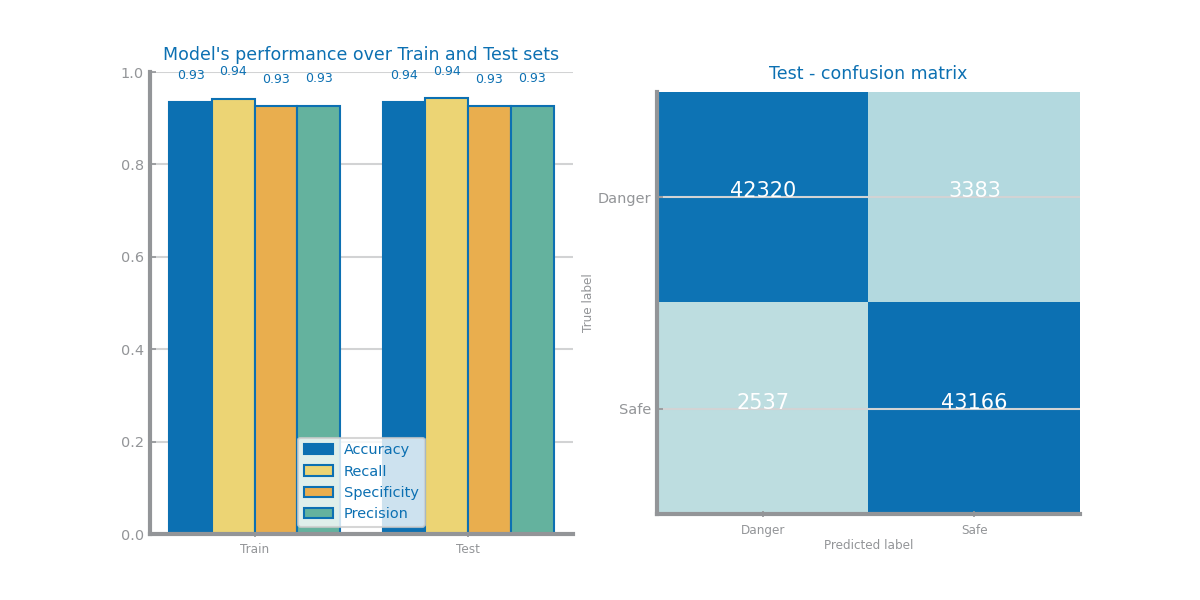 Model's performance over Train and Test sets
0.93 0.94 0.93 0.93 0.94 0.94 0.93 0.93
1.0
0.8
0.6
0.4
0.2
0.0
Accuracy
Recall
Specificity
Precision
Train Test
Test - confusion matrix
True label
Danger 42320 3383
Safe 2537 43166
Danger Safe
Predicted label